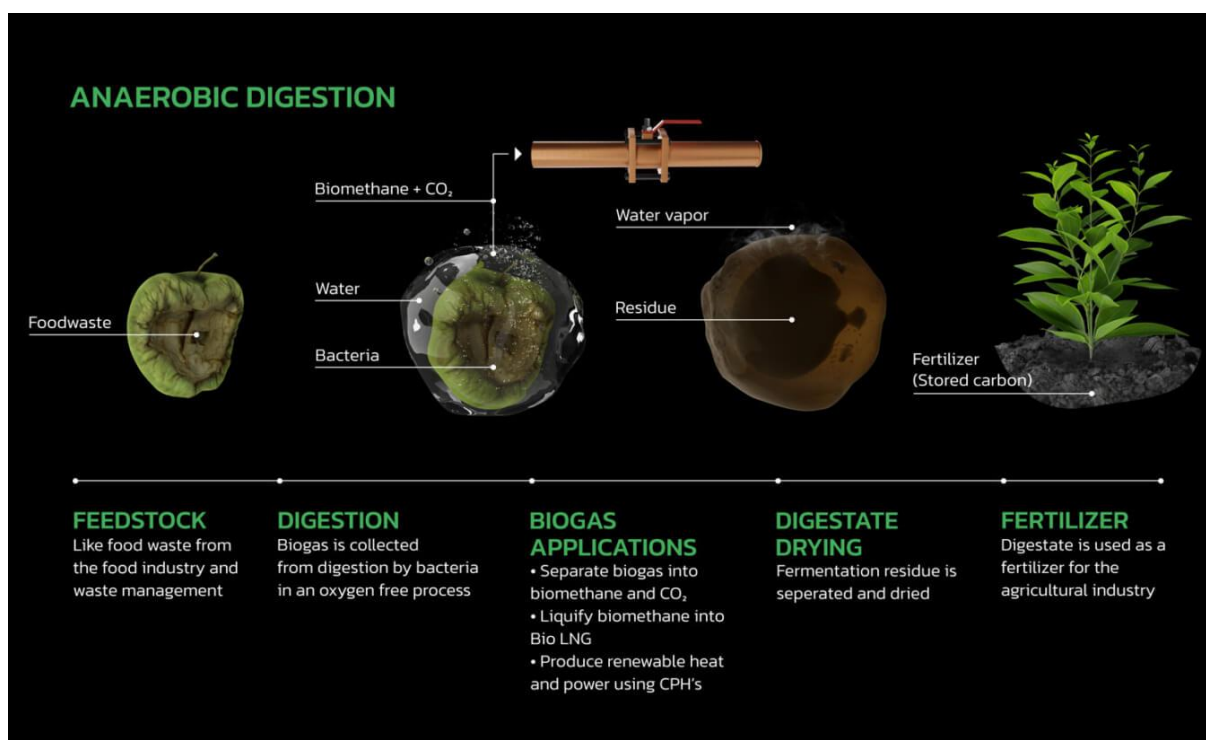 ANAEROBIC DIGESTION
Biomethane + CO₂
Water
Bacteria
Foodwaste
Water vapor
Residue
Fertilizer
(Stored carbon)
FEEDSTOCK
Like food waste from
the food industry and
waste management
DIGESTION
Biogas is collected
from digestion by bacteria
in an oxygen free process
BIOGAS
APPLICATIONS
• Separate biogas into
biomethane and CO₂
• Liquify biomethane into
Bio LNG
• Produce renewable heat
and power using CPH's
DIGESTATE
DRYING
Fermentation residue is
seperated and dried
FERTILIZER
Digestate is used as a
fertilizer for the
agricultural industry